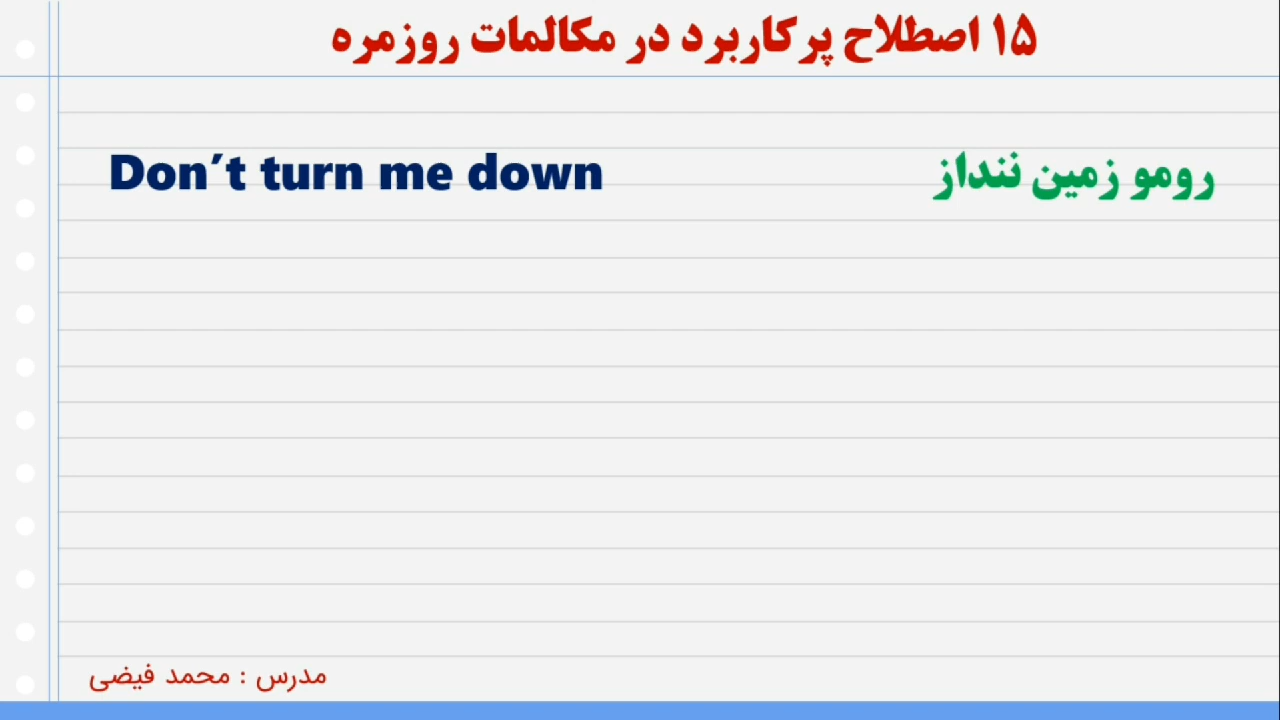 ۱۵ اصطلاح پرکاربرد در مکالمات روزمره
Don’t turn me down
رومو زمین ننداز
مدرس : محمد فیضی